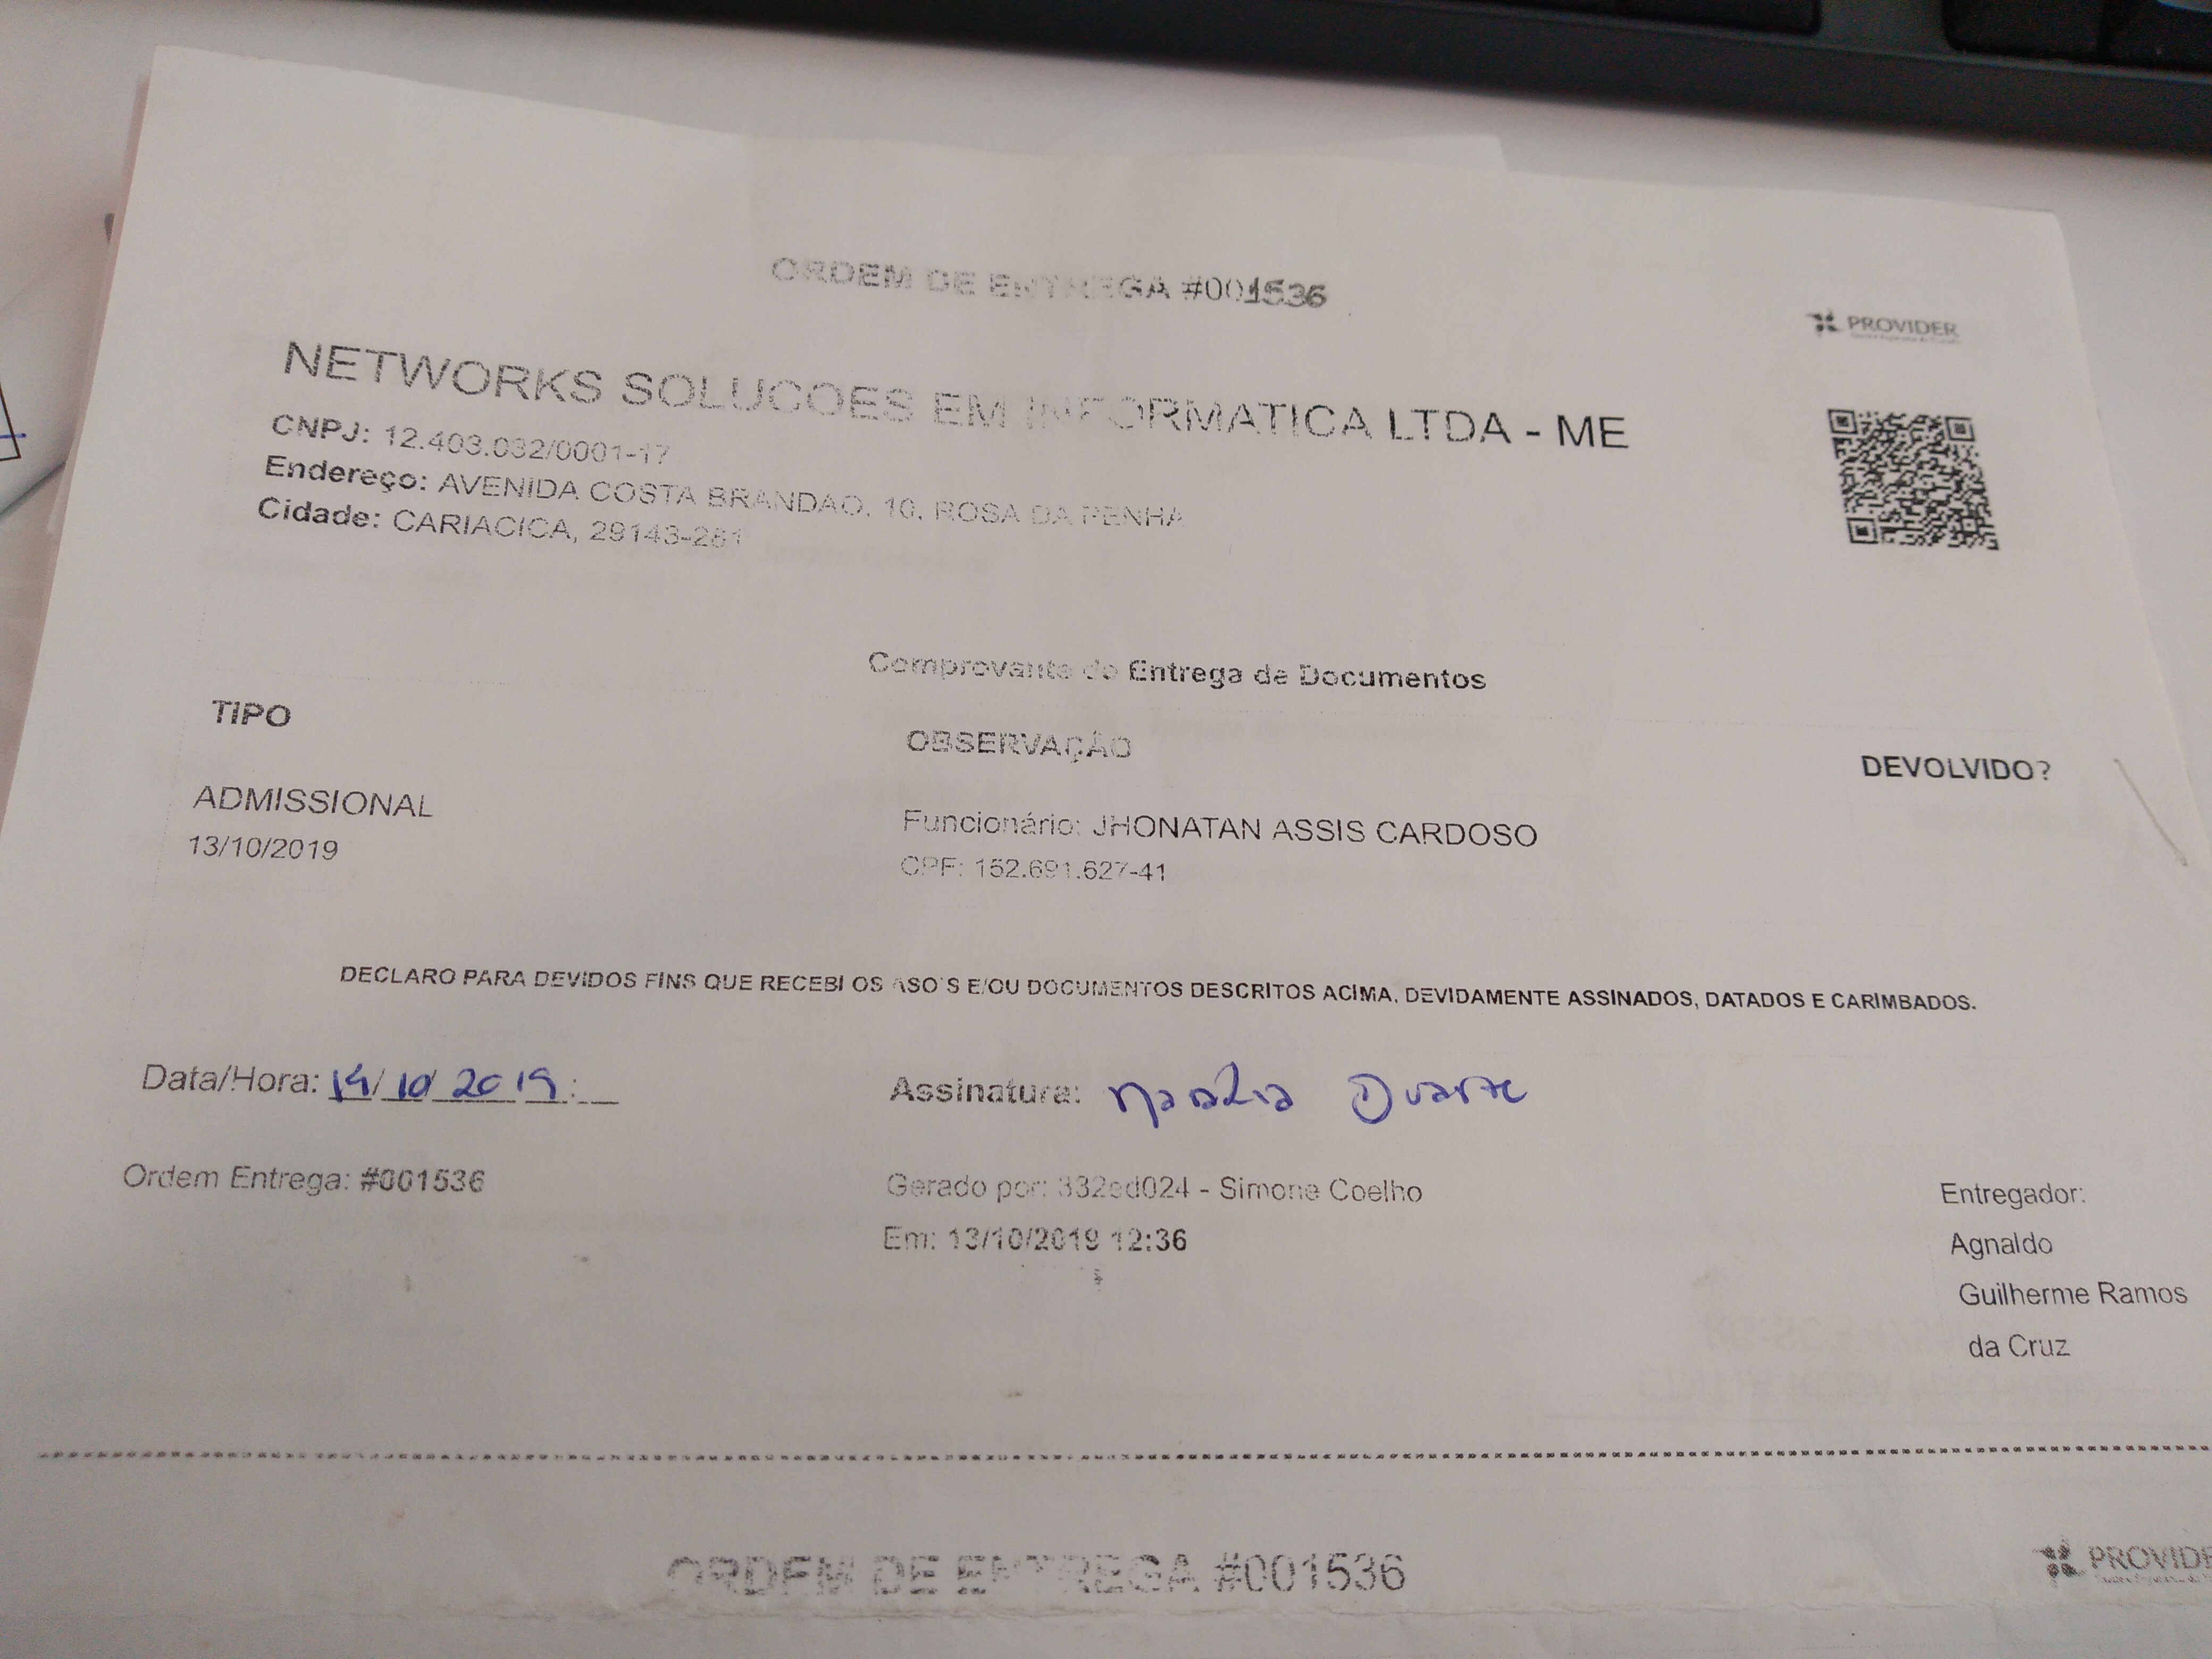 ORDEM DE ENTREGA #001536
PROVIDER
NETWORKS SOLUCOES EM INFORMATICA LTDA - ME
CNPJ: 12.403.032/0001-17
Endereço: AVENIDA COSTA BRANDAO, 10, ROSA DA PENHA
Cidade: CARIACICA, 29143-281
Comprovante de Entrega de Documentos
TIPO OBSERVAÇÃO DEVOLVIDO?
ADMISSIONAL Funcionário: JHONATAN ASSIS CARDOSO
13/10/2019 CPF: 152.691.627-41
DECLARO PARA DEVIDOS FINS QUE RECEBI OS ASO'S E/OU DOCUMENTOS DESCRITOS ACIMA, DEVIDAMENTE ASSINADOS, DATADOS E CARIMBADOS.
Data/Hora: 14/10/2019 : Assinatura: Duarte
Ordem Entrega: #001536 Gerado por: 332ed024 - Simone Coelho Entregador:
Em: 13/10/2019 12:36 Agnaldo
Guilherme Ramos
da Cruz
ORDEM DE ENTREGA #001536
PROVIDER